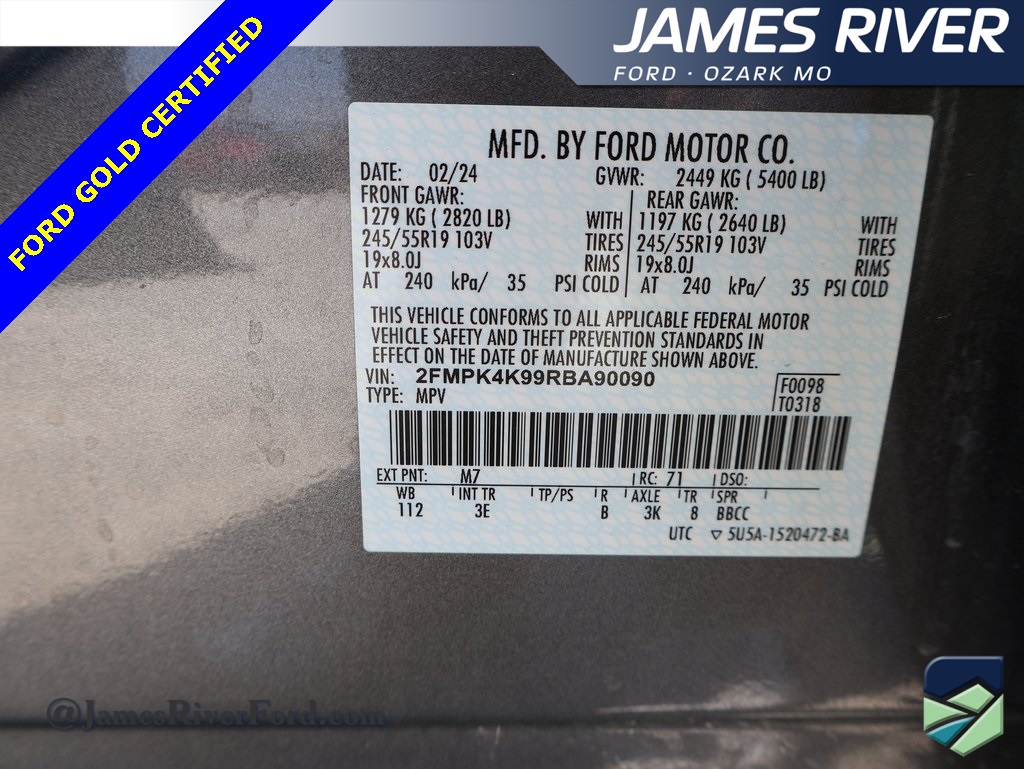 JAMES RIVER
FORD · OZARK MO
FORD GOLD CERTIFIED
MFD. BY FORD MOTOR CO.
DATE: 02/24 GVWR: 2449 KG ( 5400 LB)
FRONT GAWR: REAR GAWR:
1279 KG ( 2820 LB) WITH 1197 KG ( 2640 LB) WITH
245/55R19 103V TIRES 245/55R19 103V TIRES
19x8.0J RIMS 19x8.0J RIMS
AT 240 kPa/ 35 PSI COLD AT 240 kPa/ 35 PSI COLD
THIS VEHICLE CONFORMS TO ALL APPLICABLE FEDERAL MOTOR
VEHICLE SAFETY AND THEFT PREVENTION STANDARDS IN
EFFECT ON THE DATE OF MANUFACTURE SHOWN ABOVE.
VIN: 2FMPK4K99RBA90090
TYPE: MPV
F0098
T0318
EXT PNT: M7 RC: 71 DSO:
WB INT TR TP/PS R AXLE TR SPR
112 3E B 3K 8 BBCC
UTC ▽ 5U5A-1520472-BA
@JamesRiverFord.com